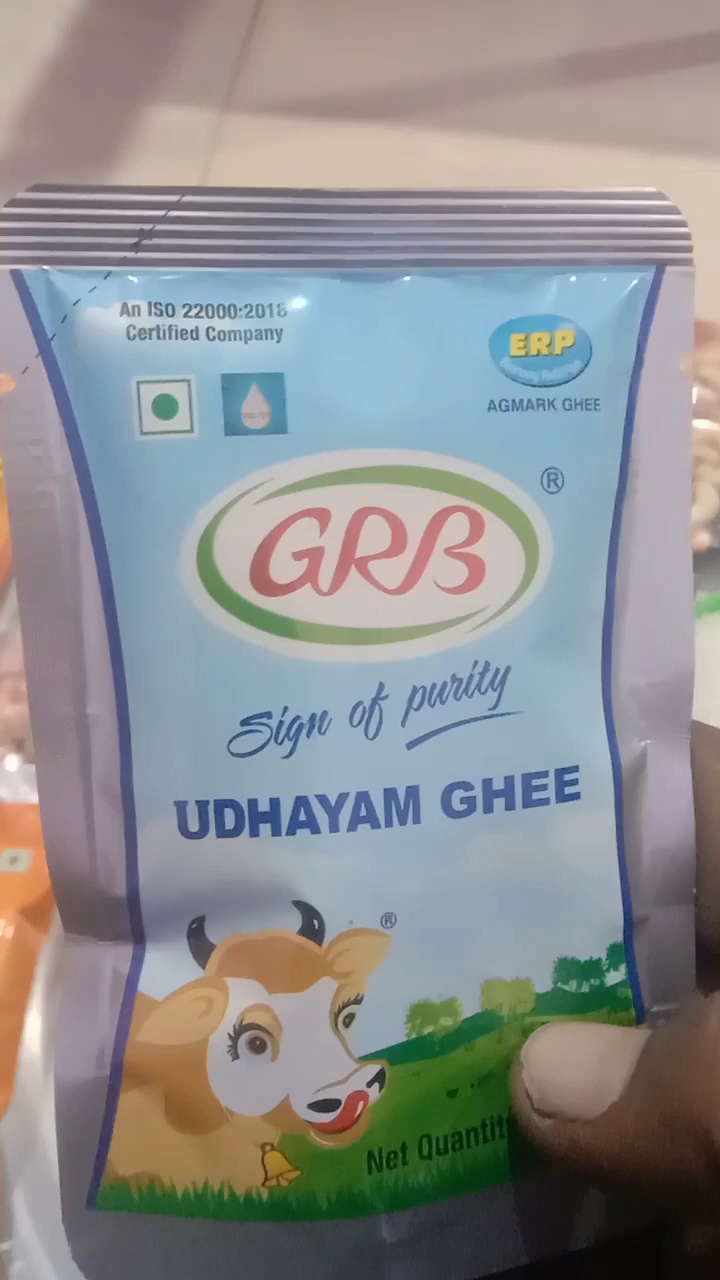 An ISO 22000:2018
Certified Company
ERP
AGMARK GHEE
GRB
®
Sign of purity
UDHAYAM GHEE
®
Net Quantit